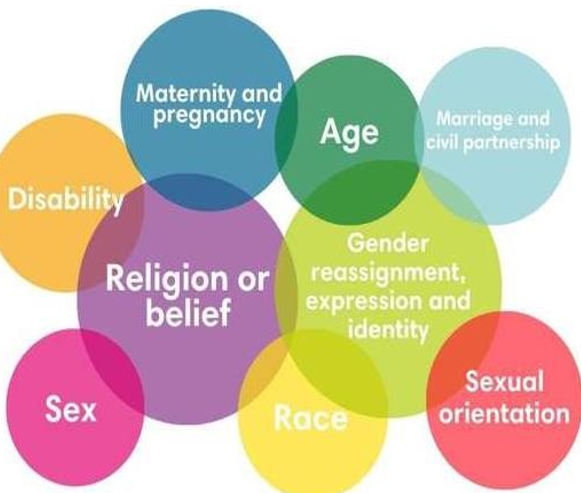 Maternity and
pregnancy
Age
Marriage and
civil partnership
Disability
Religion or
belief
Gender
reassignment,
expression and
identity
Sex
Race
Sexual
orientation